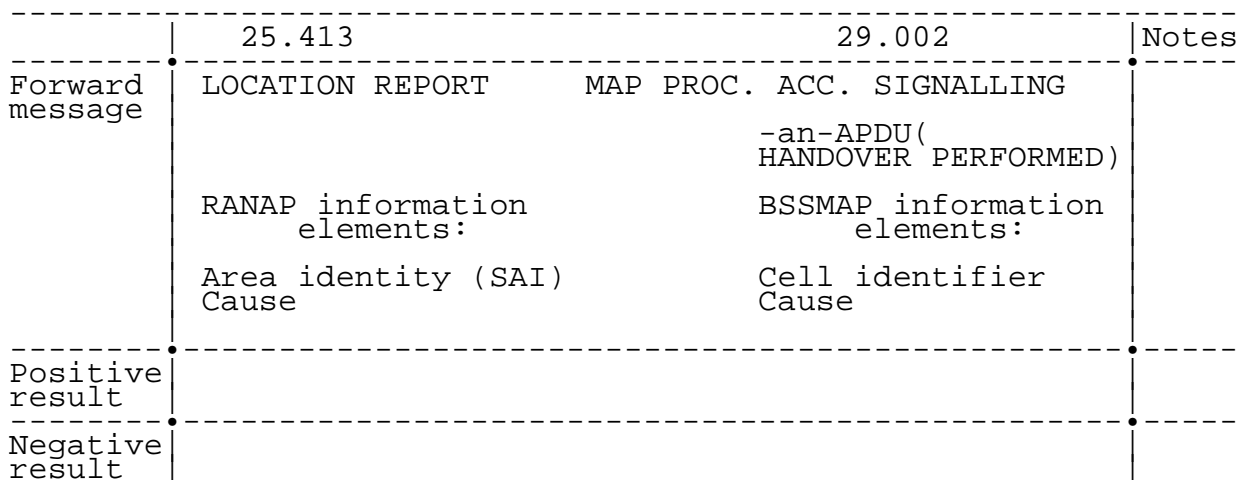 25.413 29.002 Notes
Forward LOCATION REPORT MAP PROC. ACC. SIGNALLING
message
-an-APDU(
HANDOVER PERFORMED)
RANAP information BSSMAP information
elements: elements:
Area identity (SAI) Cell identifier
Cause Cause
Positive
result
Negative
result